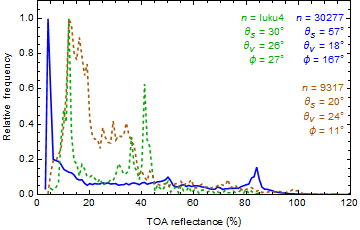 n = luku4
θs = 30°
θv = 26°
ϕ = 27°
n = 30277
θs = 57°
θv = 18°
ϕ = 167°
n = 9317
θs = 20°
θv = 24°
ϕ = 11°
1.0
0.8
0.6
0.4
0.2
0.0
Relative frequency
0
20
40
60
80
100
120
TOA reflectance (%)